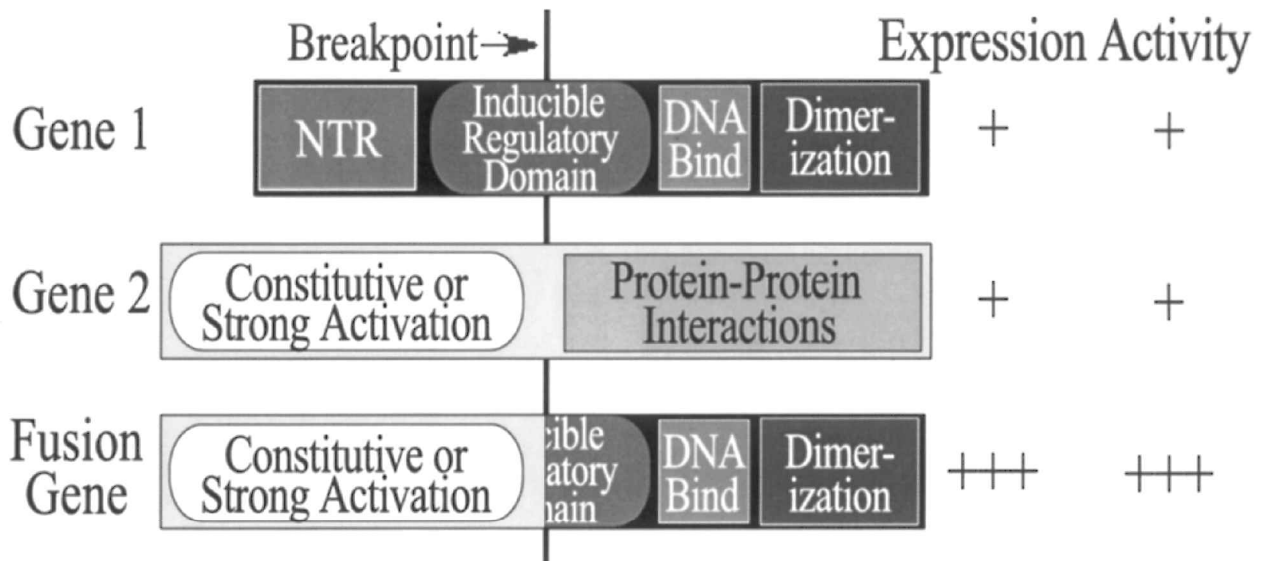 Breakpoint
Expression Activity
Gene 1
NTR
Inducible
Regulatory
Domain
DNA
Bind
Dimer-
ization
+ +
Gene 2
Constitutive or
Strong Activation
Protein-Protein
Interactions
+ +
Fusion
Gene
Constitutive or
Strong Activation
cible
atory
main
DNA
Bind
Dimer-
ization
+++ +++